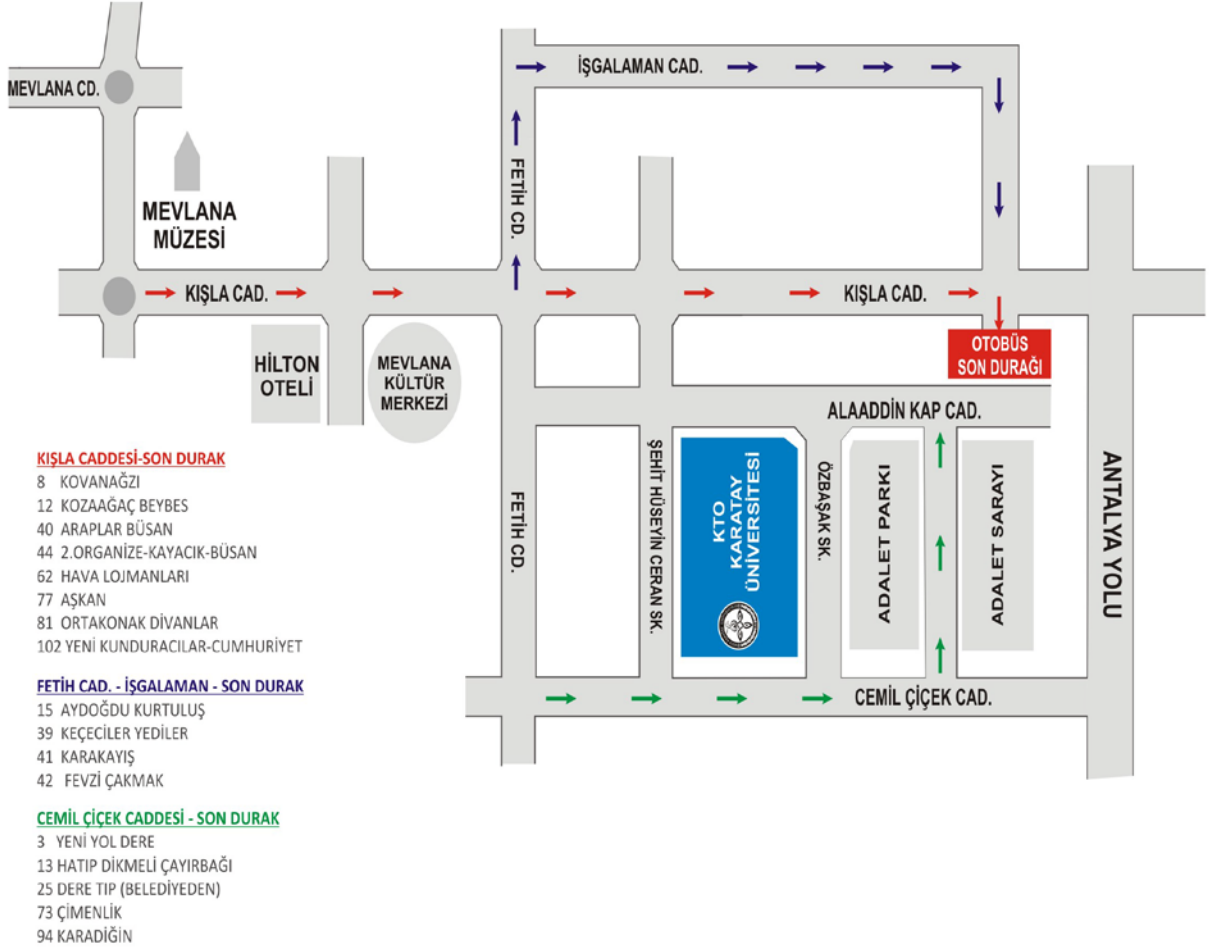 İŞGALAMAN CAD.
MEVLANA CD.
FETİH CD.
MEVLANA
MÜZESİ
KIŞLA CAD.
KIŞLA CAD.
OTOBÜS
SON DURAĞI
HİLTON
OTELİ
MEVLANA
KÜLTÜR
MERKEZİ
ALAADDİN KAP CAD.
FETİH CD.
ŞEHİT HÜSEYİN CERAN SK.
KTO
KARATAY
ÜNİVERSİTESİ
ÖZBAŞAK SK.
ADALET PARKI
ADALET SARAYI
ANTALYA YOLU
CEMİL ÇİÇEK CAD.
KIŞLA CADDESİ-SON DURAK
8 KOVANAĞZI
12 KOZAAĞAÇ BEYBES
40 ARAPLAR BÜSAN
44 2.ORGANİZE-KAYACIK-BÜSAN
62 HAVA LOJMANLARI
77 AŞKAN
81 ORTAKONAK DİVANLAR
102 YENİ KUNDURACILAR-CUMHURİYET
FETİH CAD. - İŞGALAMAN - SON DURAK
15 AYDOĞDU KURTULUŞ
39 KEÇECİLER YEDİLER
41 KARAKAYIŞ
42 FEVZİ ÇAKMAK
CEMİL ÇİÇEK CADDESİ - SON DURAK
3 YENİ YOL DERE
13 HATIP DİKMELİ ÇAYIRBAĞI
25 DERE TIP (BELEDİYEDEN)
73 ÇİMENLİK
94 KARADİĞİN